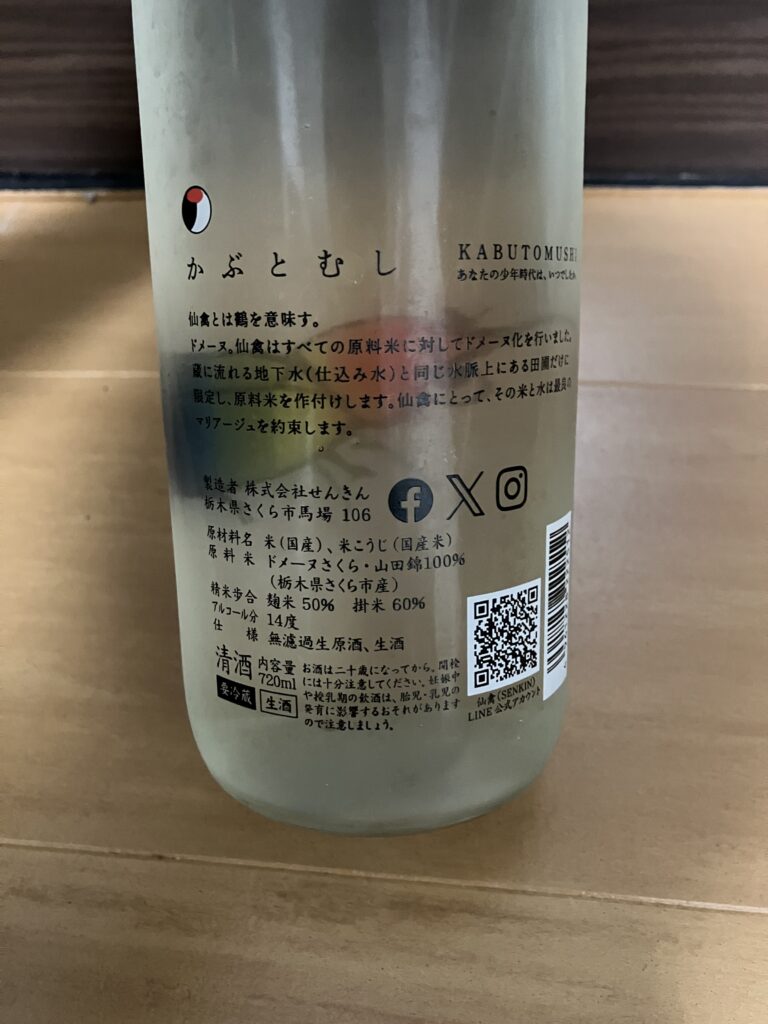 かぶとむし
KABUTOMUSHI
あなたの少年時代は、いつでしたか。
仙禽とは鶴を意味す。
ドメーヌ。仙禽はすべての原料米に対してドメーヌ化を行いました。
蔵に流れる地下水(仕込み水)と同じ水脈上にある田圃だけに
限定し、原料米を作付けします。仙禽にとって、その米と水は最良の
マリアージュを約束します。
製造者 株式会社せんきん
栃木県さくら市馬場 106
原材料名 米(国産)、米こうじ(国産米)
原料米 ドメーヌさくら・山田錦100%
(栃木県さくら市産)
精米歩合 麹米 50% 掛米 60%
アルコール分 14度
仕様 無濾過生原酒、生酒
清酒 内容量 720ml
要冷蔵 生酒
お酒は二十歳になってから。開栓
には十分注意してください。妊娠中
や授乳期の飲酒は、胎児・乳児の
発育に影響するおそれがあります
ので注意しましょう。
仙禽(SENKIN)
LINE 公式アカウント